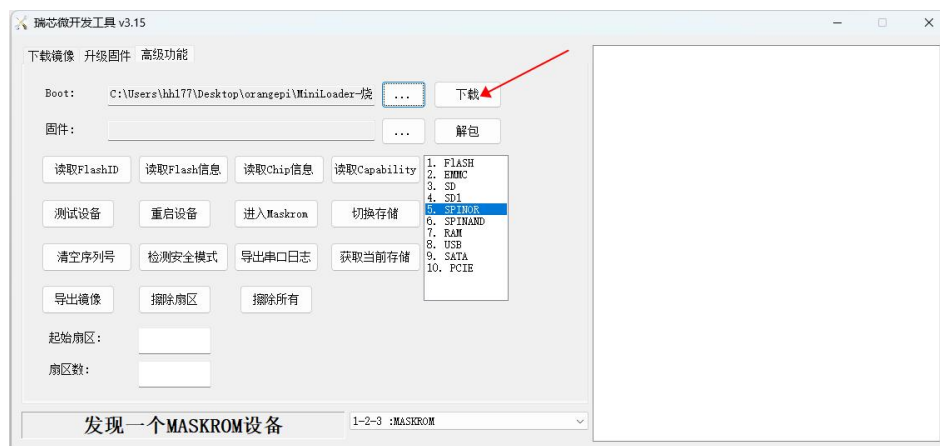 瑞芯微开发工具 v3.15
下载镜像 升级固件 高级功能
Boot: C:\Users\hh177\Desktop\orangepi\MiniLoader-烧 ... 下载
固件: ... 解包
读取FlashID 读取Flash信息 读取Chip信息 读取Capability
测试设备 重启设备 进入Maskrom 切换存储
清空序列号 检测安全模式 导出串口日志 获取当前存储
导出镜像 擦除扇区 擦除所有
1. FlASH
2. EMMC
3. SD
4. SD1
5. SPINOR
6. SPINAND
7. RAM
8. USB
9. SATA
10. PCIE
起始扇区:
扇区数:
发现一个MASKROM设备 1-2-3 :MASKROM